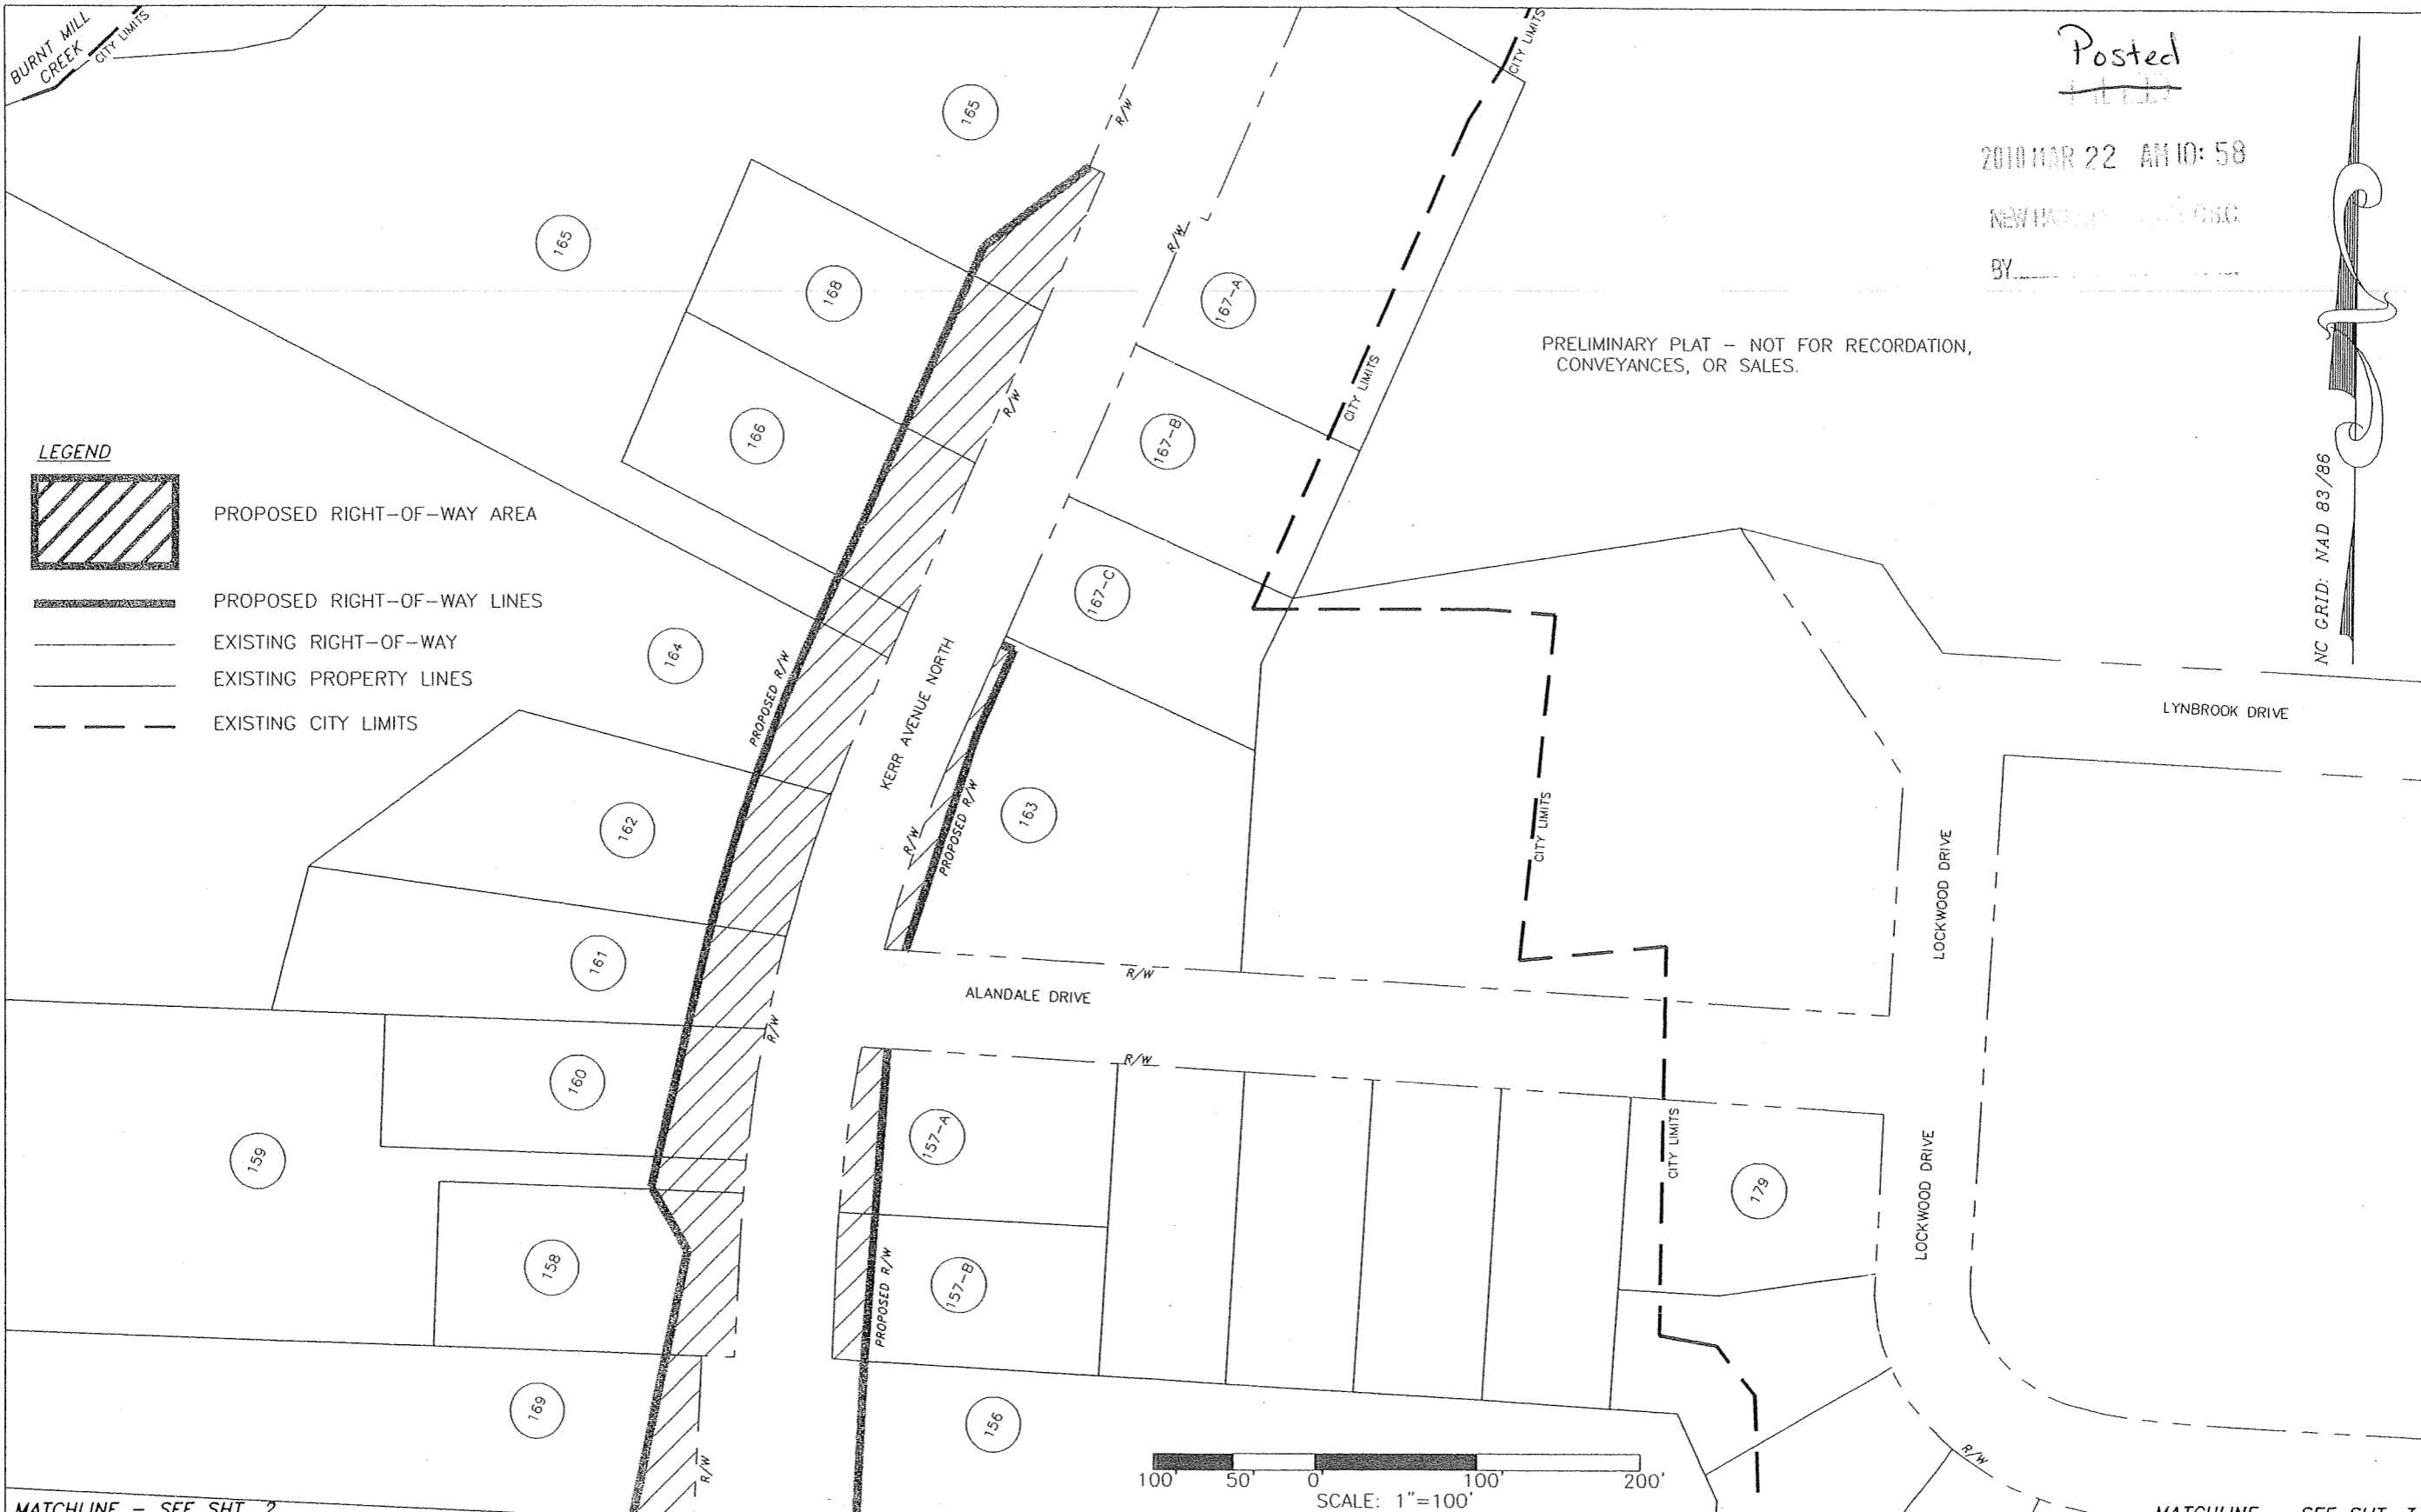 BURNT MILL
CREEK
CITY LIMITS
CITY LIMITS
Posted
2010 MAR 22 AM 10: 58
BY
165
R/W
165
R/W
168
167-A
PRELIMINARY PLAT – NOT FOR RECORDATION,
CONVEYANCES, OR SALES.
CITY LIMITS
R/W
166
167-B
NC GRID: NAD 83/86
LEGEND
PROPOSED RIGHT-OF-WAY AREA
PROPOSED RIGHT-OF-WAY LINES
EXISTING RIGHT-OF-WAY
EXISTING PROPERTY LINES
EXISTING CITY LIMITS
167-C
164
PROPOSED R/W
KERR AVENUE NORTH
LYNBROOK DRIVE
162
R/W
PROPOSED R/W
163
CITY LIMITS
LOCKWOOD DRIVE
161
R/W
ALANDALE DRIVE
R/W
R/W
160
157-A
CITY LIMITS
159
179
LOCKWOOD DRIVE
158
PROPOSED R/W
157-B
169
156
R/W
R/W
100' 50' 0' 100' 200'
SCALE: 1"=100'
MATCHLINE – SEE SHT. 2